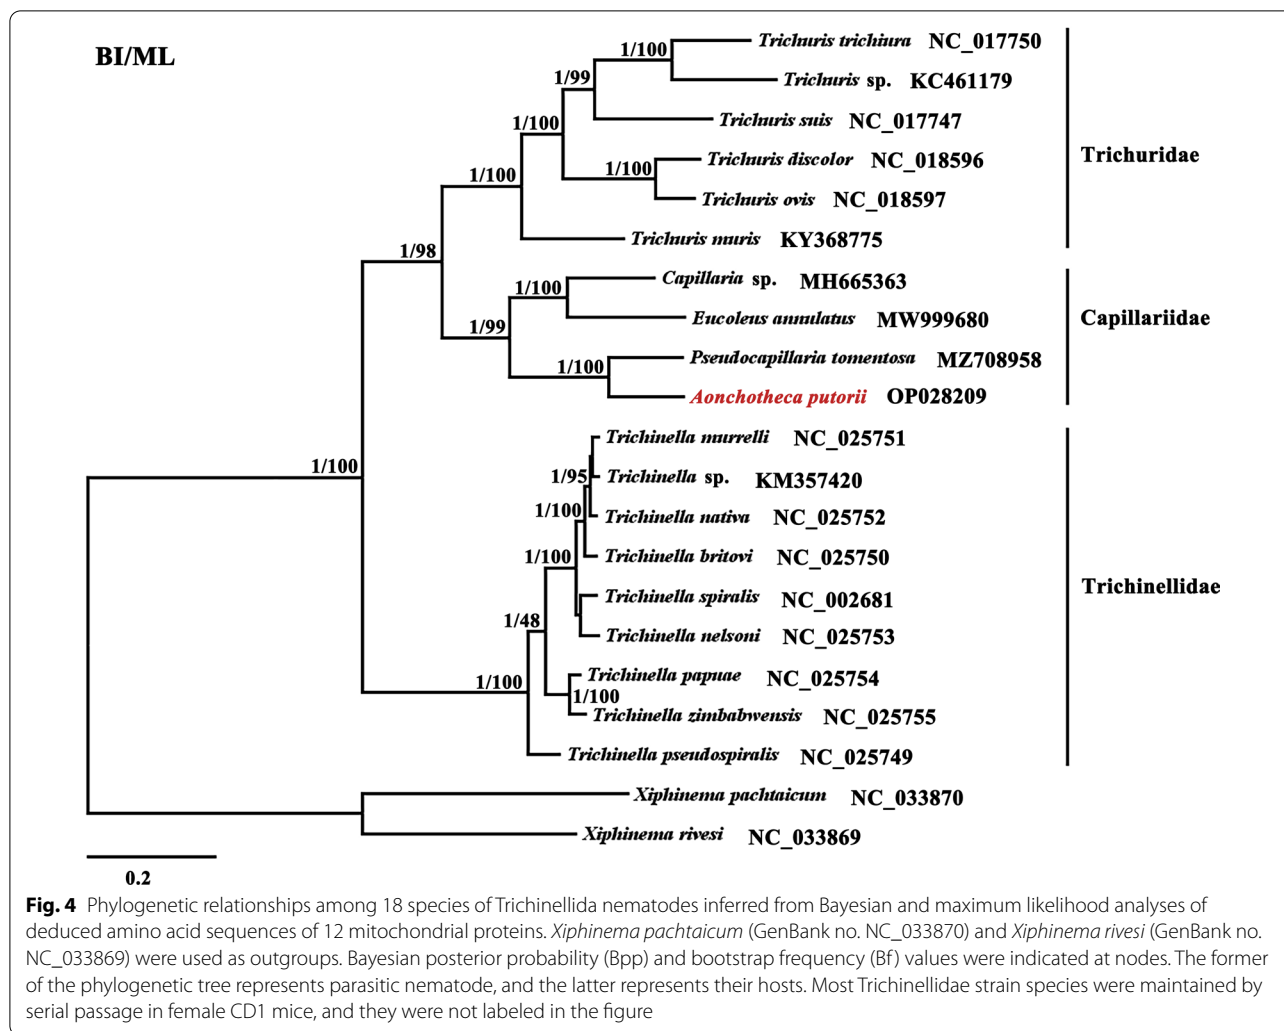 BI/ML
1/100
Trichuris trichiura NC_017750
1/99
Trichuris sp. KC461179
1/100
Trichuris suis NC_017747
1/100
Trichuris discolor NC_018596
1/100
Trichuris ovis NC_018597
Trichuridae
1/98
Trichuris muris KY368775
1/100
Capillaria sp. MH665363
1/99
Eucoleus annulatus MW999680
1/100
Pseudocapillaria tomentosa MZ708958
Aonchotheca putorii OP028209
Capillariidae
1/100
Trichinella murrelli NC_025751
1/95
Trichinella sp. KM357420
1/100
Trichinella nativa NC_025752
1/100
Trichinella britovi NC_025750
Trichinella spiralis NC_002681
1/48
Trichinella nelsoni NC_025753
1/100
Trichinella papuae NC_025754
1/100
Trichinella zimbabwensis NC_025755
Trichinella pseudospiralis NC_025749
Trichinellidae
Xiphinema pachtaicum NC_033870
Xiphinema rivesi NC_033869
0.2
Fig. 4 Phylogenetic relationships among 18 species of Trichinellida nematodes inferred from Bayesian and maximum likelihood analyses of
deduced amino acid sequences of 12 mitochondrial proteins. Xiphinema pachtaicum (GenBank no. NC_033870) and Xiphinema rivesi (GenBank no.
NC_033869) were used as outgroups. Bayesian posterior probability (Bpp) and bootstrap frequency (Bf) values were indicated at nodes. The former
of the phylogenetic tree represents parasitic nematode, and the latter represents their hosts. Most Trichinellidae strain species were maintained by
serial passage in female CD1 mice, and they were not labeled in the figure